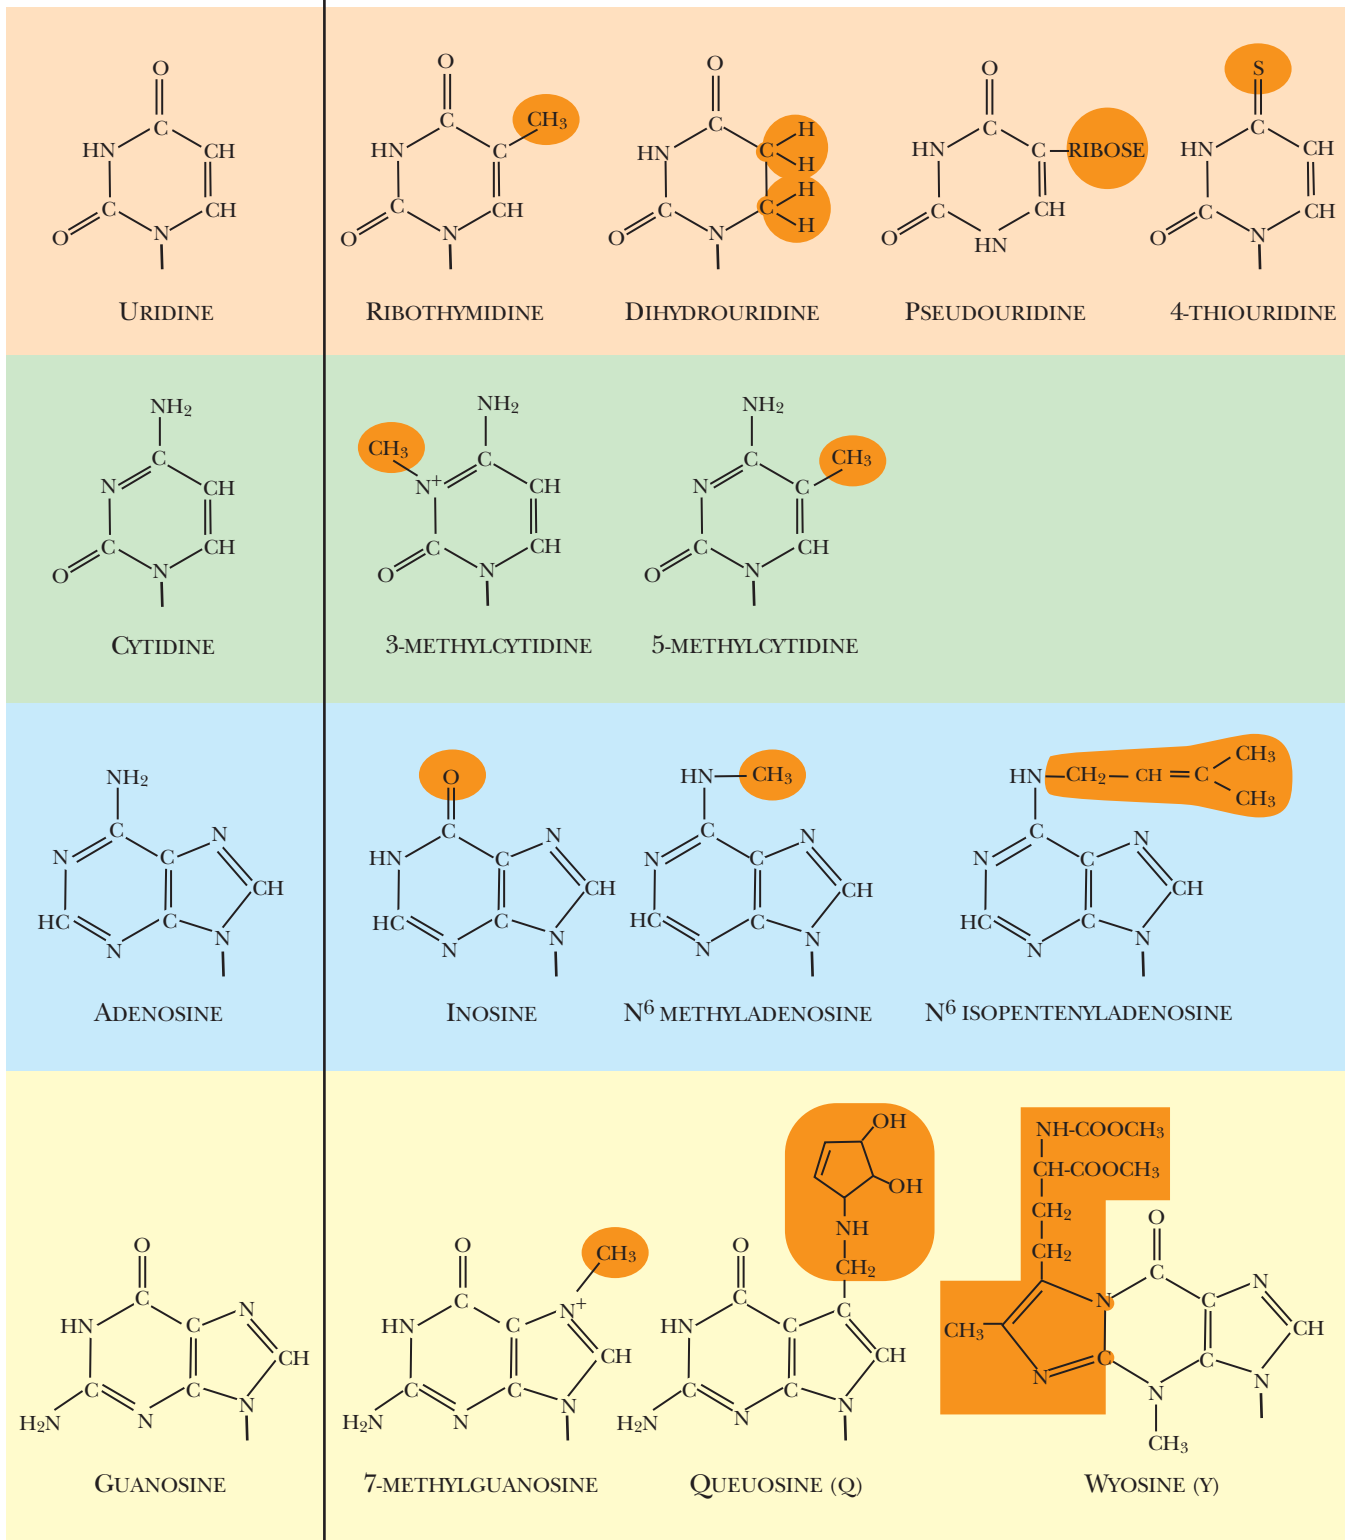 O
C
HN
CH
C
CH
O
N
URIDINE
O
C
CH3
HN
C
C
CH
O
N
RIBOTHYMIDINE
O
C
H
HN
C
H
H
C
C
H
O
N
DIHYDROURIDINE
O
C
HN
C
RIBOSE
C
CH
O
HN
PSEUDOURIDINE
S
C
HN
CH
C
CH
O
N
4-THIOURIDINE
NH2
C
N
CH
C
CH
O
N
CYTIDINE
NH2
CH3
C
N+
CH
C
CH
O
N
3-METHYLCYTIDINE
NH2
C
CH3
N
C
C
CH
O
N
5-METHYLCYTIDINE
NH2
C
N
N
C
CH
HC
C
N
N
ADENOSINE
O
C
N
HN
C
CH
HC
C
N
N
INOSINE
HN
CH3
C
N
N
C
CH
HC
C
N
N
N6 METHYLADENOSINE
CH3
HN
CH2
CH
C
CH3
C
N
N
C
CH
HC
C
N
N
N6 ISOPENTENYLADENOSINE
O
C
N
HN
C
CH
C
C
H2N
N
N
GUANOSINE
O
CH3
C
N+
HN
C
CH
C
C
H2N
N
N
7-METHYLGUANOSINE
OH
OH
NH
CH2
O
C
C
HN
C
CH
C
C
H2N
N
N
QUEUOSINE (Q)
NH-COOCH3
CH-COOCH3
CH2
O
CH2
C
N
N
C
CH3
CH
C
C
N
N
N
CH3
WYOSINE (Y)